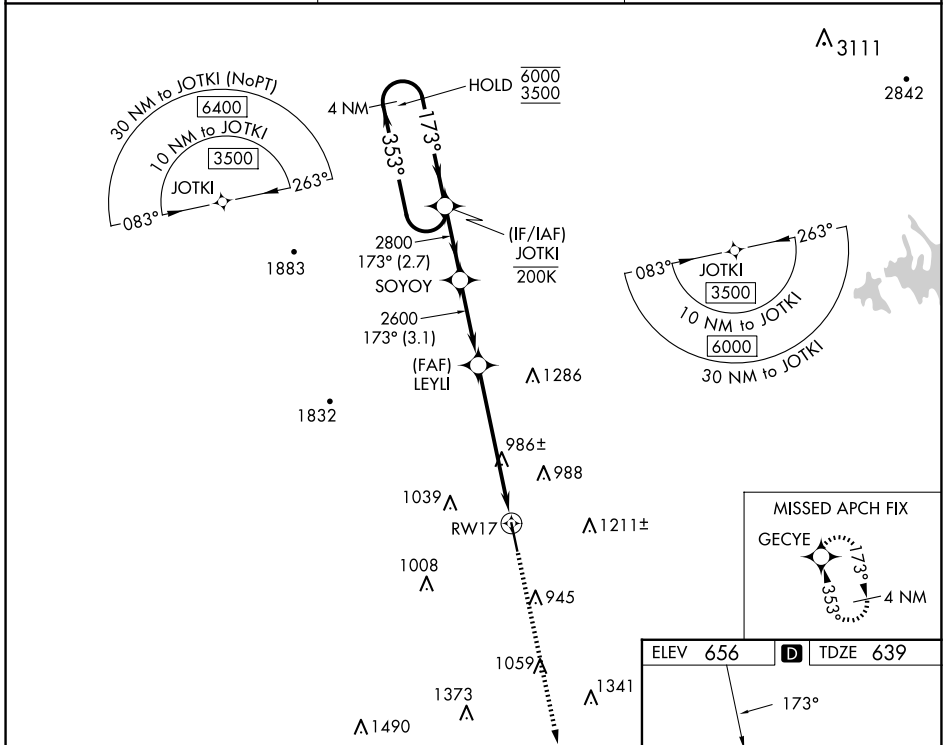 3111
2842
30 NM to JOTKI (NoPT)
6400
10 NM to JOTKI
3500
JOTKI
083°
263°
4 NM
HOLD
6000
3500
173°
353°
(IF/IAF)
JOTKI
200K
2800
173° (2.7)
SOYOY
2600
173° (3.1)
(FAF)
LEYLI
1883
1832
083°
263°
JOTKI
3500
10 NM to JOTKI
6000
30 NM to JOTKI
1286
986±
988
1039
RW17
1211±
1008
945
1059
1373
1341
1490
MISSED APCH FIX
GECYE
173°
353°
4 NM
ELEV 656
D
TDZE 639
173°